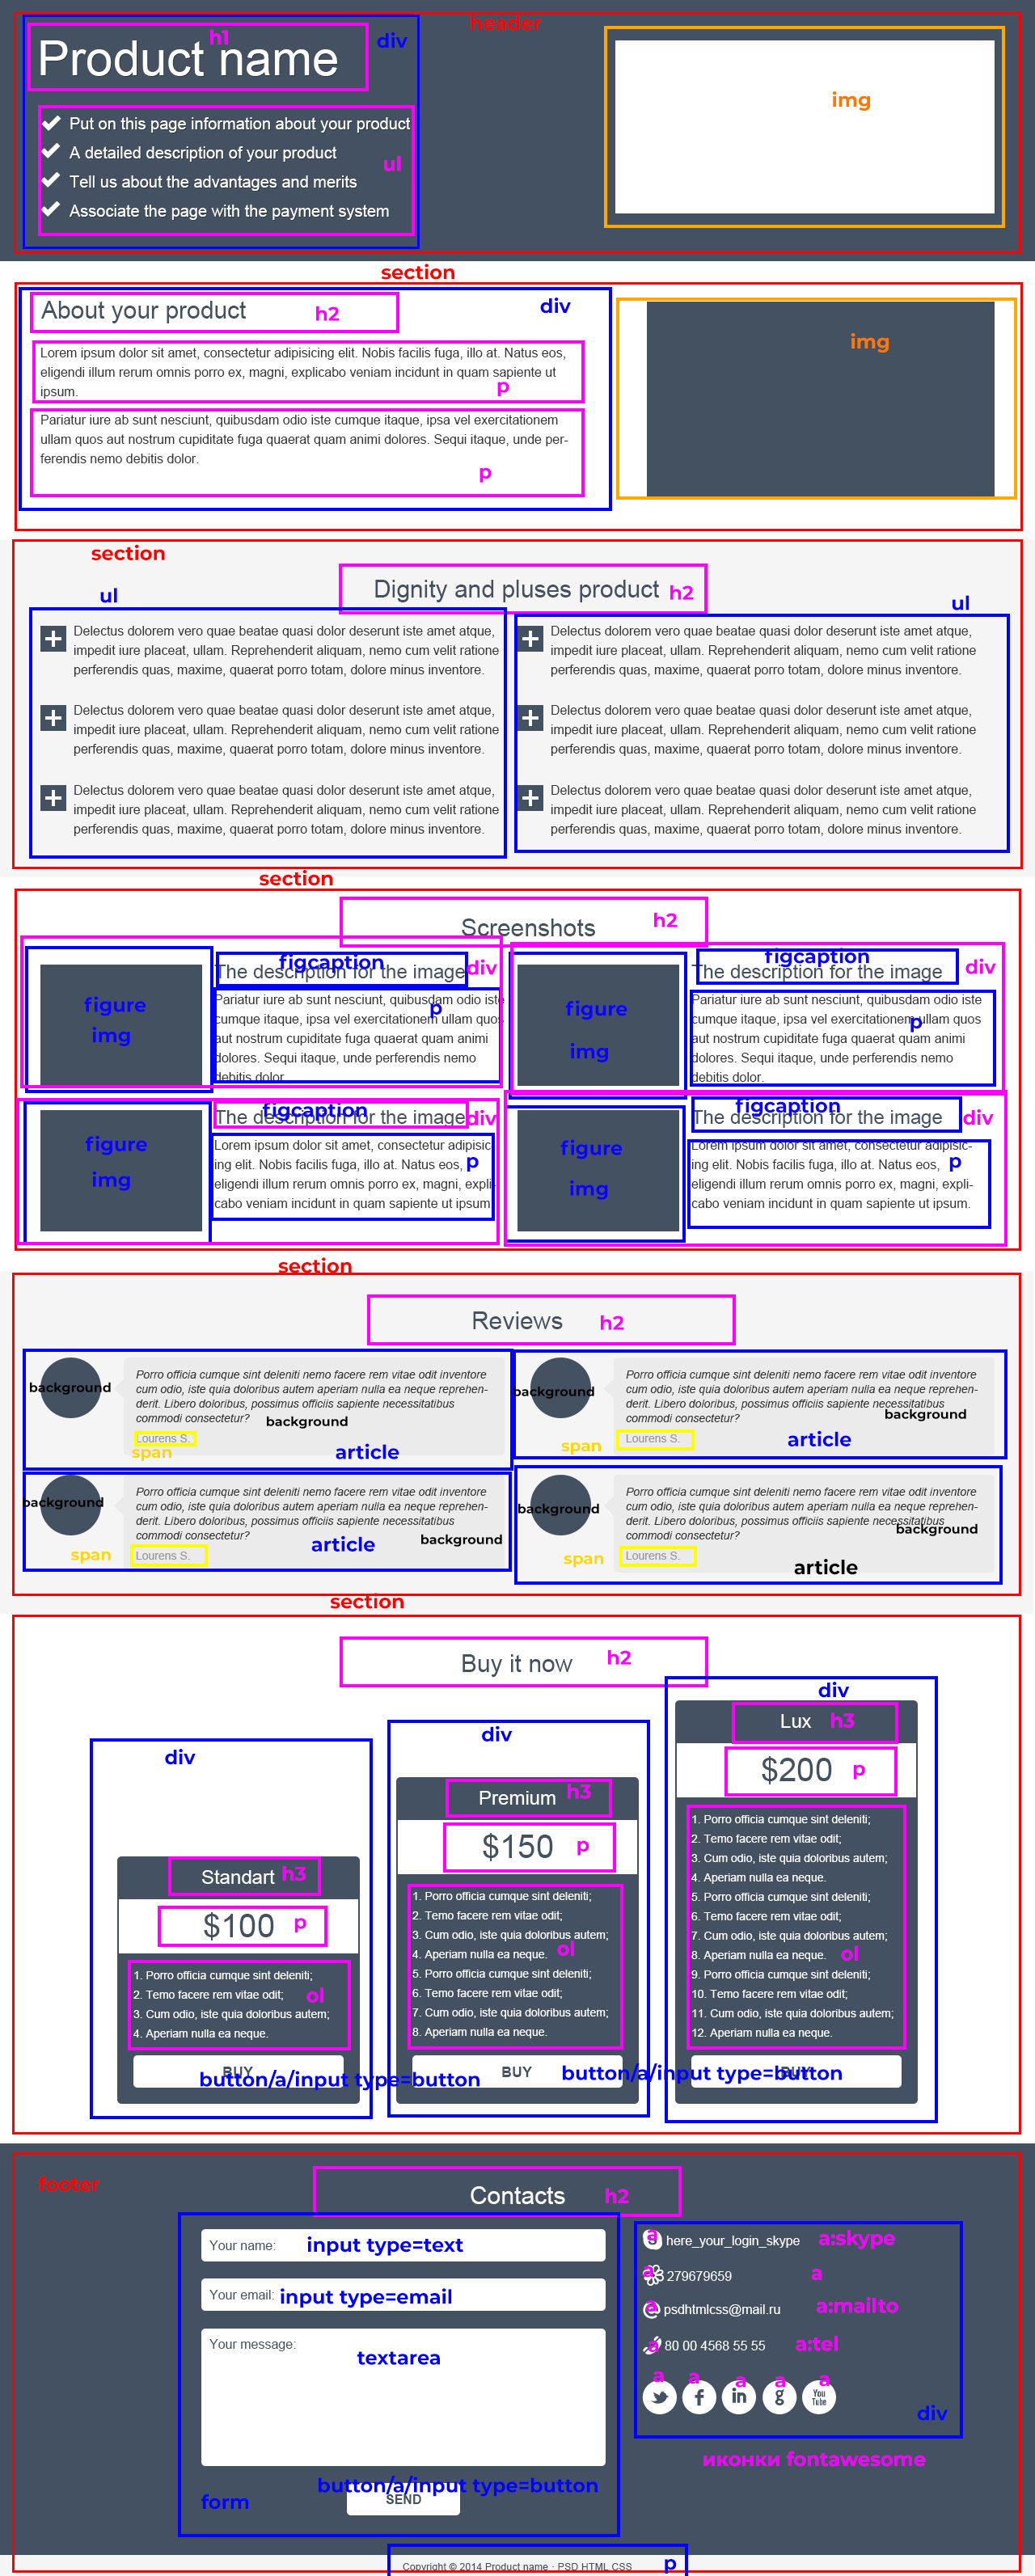 header
h1
Product name
div
img
Put on this page information about your product
A detailed description of your product
ul
Tell us about the advantages and merits
Associate the page with the payment system
section
About your product
h2
div
img
Lorem ipsum dolor sit amet, consectetur adipisicing elit. Nobis facilis fuga, illo at. Natus eos,
eligendi illum rerum omnis porro ex, magni, explicabo veniam incidunt in quam sapiente ut
ipsum.
p
Pariatur iure ab sunt nesciunt, quibusdam odio iste cumque itaque, ipsa vel exercitationem
ullam quos aut nostrum cupiditate fuga quaerat quam animi dolores. Sequi itaque, unde per-
ferendis nemo debitis dolor.
p
section
Dignity and pluses product
h2
ul
ul
Delectus dolorem vero quae beatae quasi dolor deserunt iste amet atque,
impedit iure placeat, ullam. Reprehenderit aliquam, nemo cum velit ratione
perferendis quas, maxime, quaerat porro totam, dolore minus inventore.
Delectus dolorem vero quae beatae quasi dolor deserunt iste amet atque,
impedit iure placeat, ullam. Reprehenderit aliquam, nemo cum velit ratione
perferendis quas, maxime, quaerat porro totam, dolore minus inventore.
Delectus dolorem vero quae beatae quasi dolor deserunt iste amet atque,
impedit iure placeat, ullam. Reprehenderit aliquam, nemo cum velit ratione
perferendis quas, maxime, quaerat porro totam, dolore minus inventore.
Delectus dolorem vero quae beatae quasi dolor deserunt iste amet atque,
impedit iure placeat, ullam. Reprehenderit aliquam, nemo cum velit ratione
perferendis quas, maxime, quaerat porro totam, dolore minus inventore.
Delectus dolorem vero quae beatae quasi dolor deserunt iste amet atque,
impedit iure placeat, ullam. Reprehenderit aliquam, nemo cum velit ratione
perferendis quas, maxime, quaerat porro totam, dolore minus inventore.
Delectus dolorem vero quae beatae quasi dolor deserunt iste amet atque,
impedit iure placeat, ullam. Reprehenderit aliquam, nemo cum velit ratione
perferendis quas, maxime, quaerat porro totam, dolore minus inventore.
section
Screenshots
h2
figure
img
figcaption
The description for the image
div
Pariatur iure ab sunt nesciunt, quibusdam odio iste
cumque itaque, ipsa vel exercitationem ullam quos
aut nostrum cupiditate fuga quaerat quam animi
dolores. Sequi itaque, unde perferendis nemo
debitis dolor.
p
figure
img
figcaption
The description for the image
div
Pariatur iure ab sunt nesciunt, quibusdam odio iste
cumque itaque, ipsa vel exercitationem ullam quos
aut nostrum cupiditate fuga quaerat quam animi
dolores. Sequi itaque, unde perferendis nemo
debitis dolor.
p
figure
img
figcaption
The description for the image
div
Lorem ipsum dolor sit amet, consectetur adipisic-
ing elit. Nobis facilis fuga, illo at. Natus eos,
eligendi illum rerum omnis porro ex, magni, expli-
cabo veniam incidunt in quam sapiente ut ipsum.
p
figure
img
figcaption
The description for the image
div
Lorem ipsum dolor sit amet, consectetur adipisic-
ing elit. Nobis facilis fuga, illo at. Natus eos,
eligendi illum rerum omnis porro ex, magni, expli-
cabo veniam incidunt in quam sapiente ut ipsum.
p
section
Reviews
h2
background
Porro officia cumque sint deleniti nemo facere rem vitae odit inventore
cum odio, iste quia doloribus autem aperiam nulla ea neque reprehen-
derit. Libero doloribus, possimus officiis sapiente necessitatibus
commodi consectetur?
background
Lourens S.
span
article
background
Porro officia cumque sint deleniti nemo facere rem vitae odit inventore
cum odio, iste quia doloribus autem aperiam nulla ea neque reprehen-
derit. Libero doloribus, possimus officiis sapiente necessitatibus
commodi consectetur?
background
Lourens S.
span
article
background
Porro officia cumque sint deleniti nemo facere rem vitae odit inventore
cum odio, iste quia doloribus autem aperiam nulla ea neque reprehen-
derit. Libero doloribus, possimus officiis sapiente necessitatibus
commodi consectetur?
background
article
Lourens S.
span
background
Porro officia cumque sint deleniti nemo facere rem vitae odit inventore
cum odio, iste quia doloribus autem aperiam nulla ea neque reprehen-
derit. Libero doloribus, possimus officiis sapiente necessitatibus
commodi consectetur?
background
Lourens S.
span
article
section
Buy it now
h2
div
Standart
h3
$100
p
1. Porro officia cumque sint deleniti;
2. Temo facere rem vitae odit;
3. Cum odio, iste quia doloribus autem;
4. Aperiam nulla ea neque.
ol
BUY
button/a/input type=button
div
Premium
h3
$150
p
1. Porro officia cumque sint deleniti;
2. Temo facere rem vitae odit;
3. Cum odio, iste quia doloribus autem;
4. Aperiam nulla ea neque.
5. Porro officia cumque sint deleniti;
6. Temo facere rem vitae odit;
7. Cum odio, iste quia doloribus autem;
8. Aperiam nulla ea neque.
ol
BUY
button/a/input type=button
div
Lux
h3
$200
p
1. Porro officia cumque sint deleniti;
2. Temo facere rem vitae odit;
3. Cum odio, iste quia doloribus autem;
4. Aperiam nulla ea neque.
5. Porro officia cumque sint deleniti;
6. Temo facere rem vitae odit;
7. Cum odio, iste quia doloribus autem;
8. Aperiam nulla ea neque.
9. Porro officia cumque sint deleniti;
10. Temo facere rem vitae odit;
11. Cum odio, iste quia doloribus autem;
12. Aperiam nulla ea neque.
ol
BUY
footer
Contacts
h2
Your name:
input type=text
Your email:
input type=email
Your message:
textarea
button/a/input type=button
SEND
form
a
here_your_login_skype
a:skype
a
279679659
a
a
psdhtmlcss@mail.ru
a:mailto
a
80 00 4568 55 55
a:tel
a a a a a
f in g You Tube
div
иконки fontawesome
Copyright © 2014 Product name · PSD HTML CSS
p